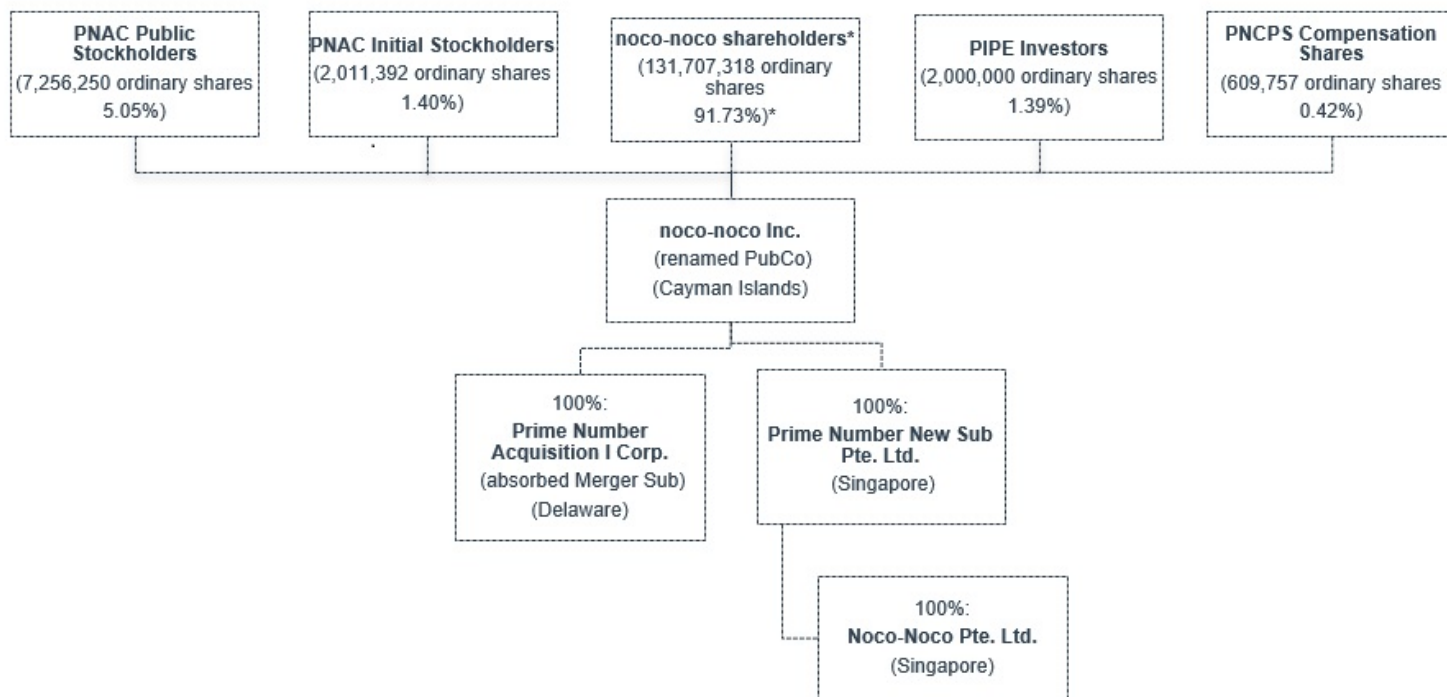 PNAC Public
Stockholders
(7,256,250 ordinary shares
5.05%)
PNAC Initial Stockholders
(2,011,392 ordinary shares
1.40%)
noco-noco shareholders*
(131,707,318 ordinary
shares
91.73%)*
PIPE Investors
(2,000,000 ordinary shares
1.39%)
PNCPS Compensation
Shares
(609,757 ordinary shares
0.42%)
noco-noco Inc.
(renamed PubCo)
(Cayman Islands)
100%:
Prime Number
Acquisition I Corp.
(absorbed Merger Sub)
(Delaware)
100%:
Prime Number New Sub
Pte. Ltd.
(Singapore)
100%:
Noco-Noco Pte. Ltd.
(Singapore)